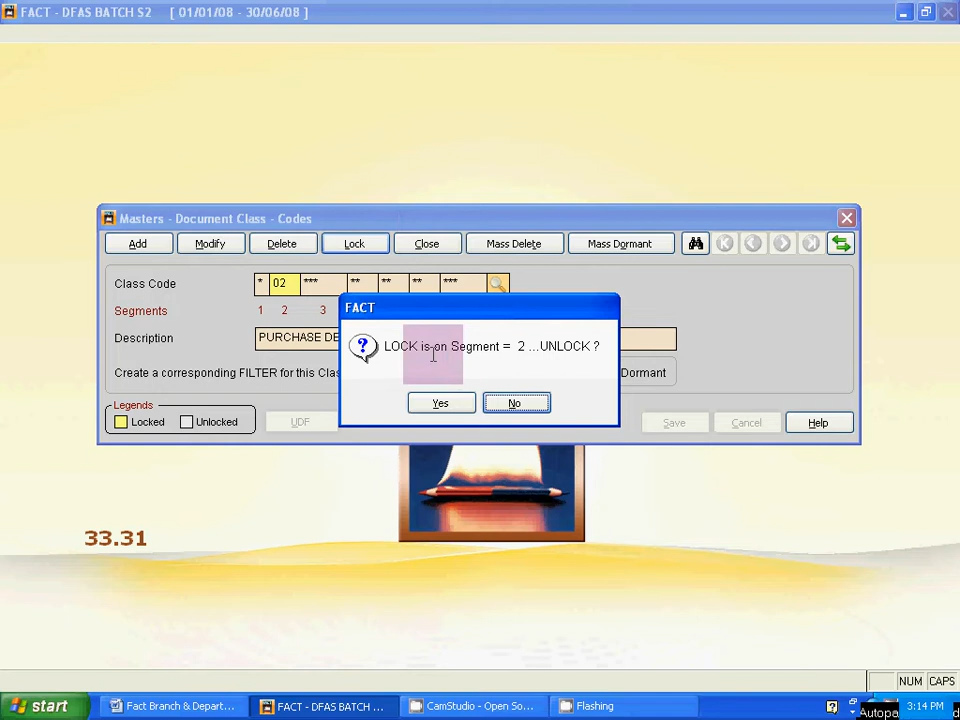 FACT - DFAS BATCH S2 [ 01/01/08 - 30/06/08 ]
Masters - Document Class - Codes
Add Modify Delete Lock Close Mass Delete Mass Dormant
Class Code * 02 *** ** ** ** ***
Segments 1 2 3
Description PURCHASE DE
Create a corresponding FILTER for this Clas
Dormant
Legends
Locked Unlocked
UDF Save Cancel Help
FACT
LOCK is on Segment = 2 ...UNLOCK ?
Yes No
33.31
NUM CAPS
start Fact Branch & Depart... FACT - DFAS BATCH ... CamStudio - Open So... Flashing 3:14 PM
Autopa